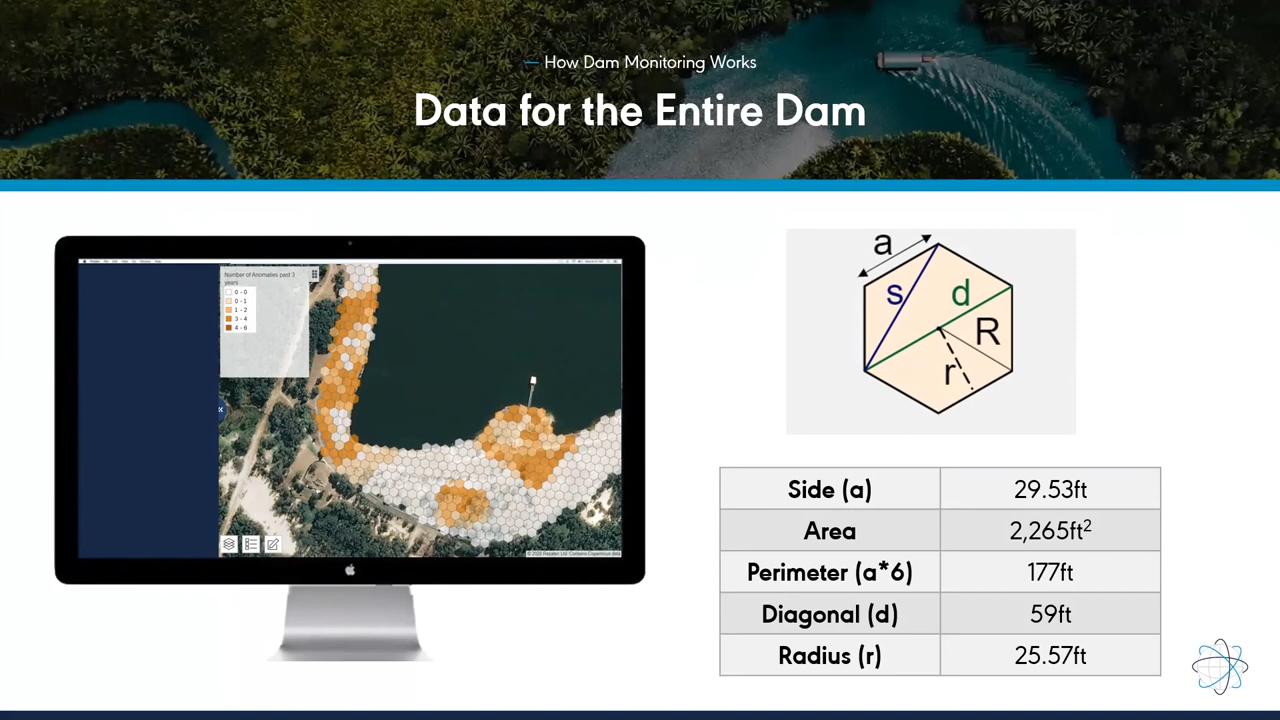 — How Dam Monitoring Works
Data for the Entire Dam
Number of Anomalies past 3
years
0 - 0
0 - 1
1 - 2
3 - 4
4 - 6
a
s
d
R
r
Side (a) 29.53ft
Area 2,265ft²
Perimeter (a*6) 177ft
Diagonal (d) 59ft
Radius (r) 25.57ft